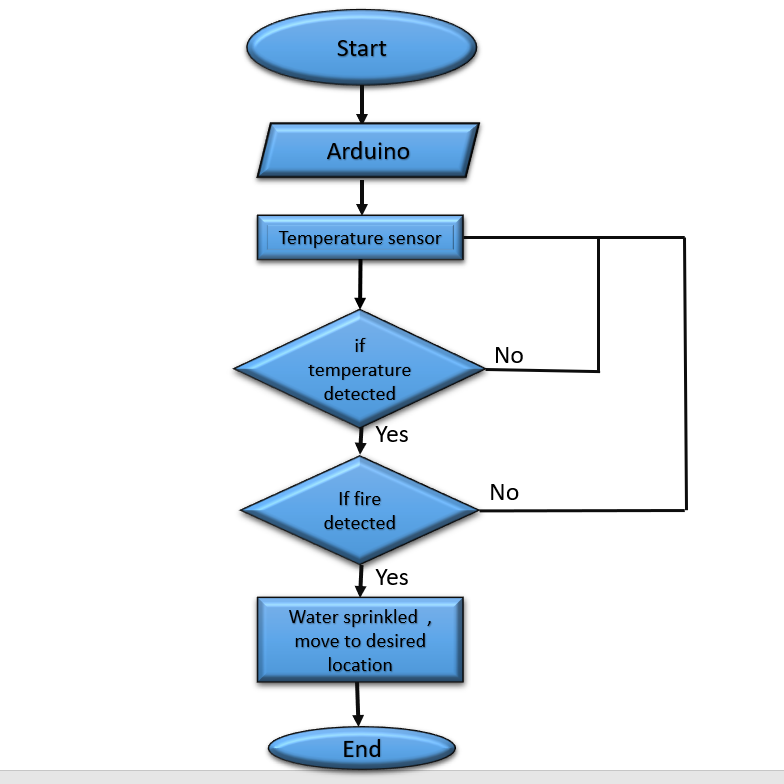 Start
Arduino
Temperature sensor
if
temperature
detected
No
Yes
If fire
detected
No
Yes
Water sprinkled ,
move to desired
location
End